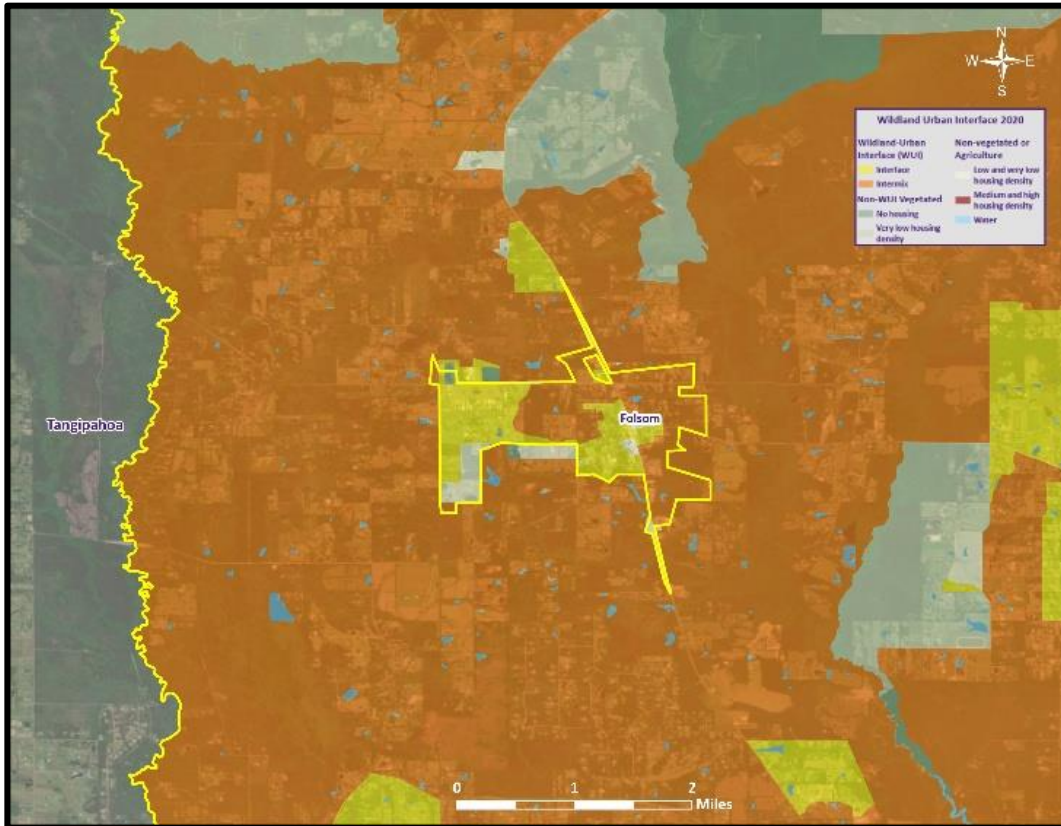 N
W E
S
Wildland Urban Interface 2020
Wildland-Urban
Interface (WUI)
Interface
Intermix
Non-WUI Vegetated
No housing
Very low housing
density
Non-vegetated or
Agriculture
Low and very low
housing density
Medium and high
housing density
Water
Tangipahoa
Folsom
0 1 2
Miles